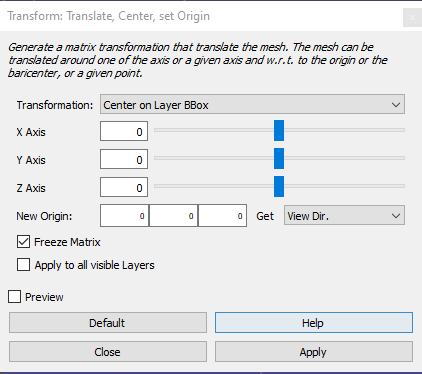 Transform: Translate, Center, set Origin
Generate a matrix transformation that translate the mesh. The mesh can be
translated around one of the axis or a given axis and w.r.t. to the origin or the
baricenter, or a given point.
Transformation: Center on Layer BBox
X Axis 0
Y Axis 0
Z Axis 0
New Origin: 0 0 0 Get View Dir.
Freeze Matrix
Apply to all visible Layers
Preview
Default Help
Close Apply